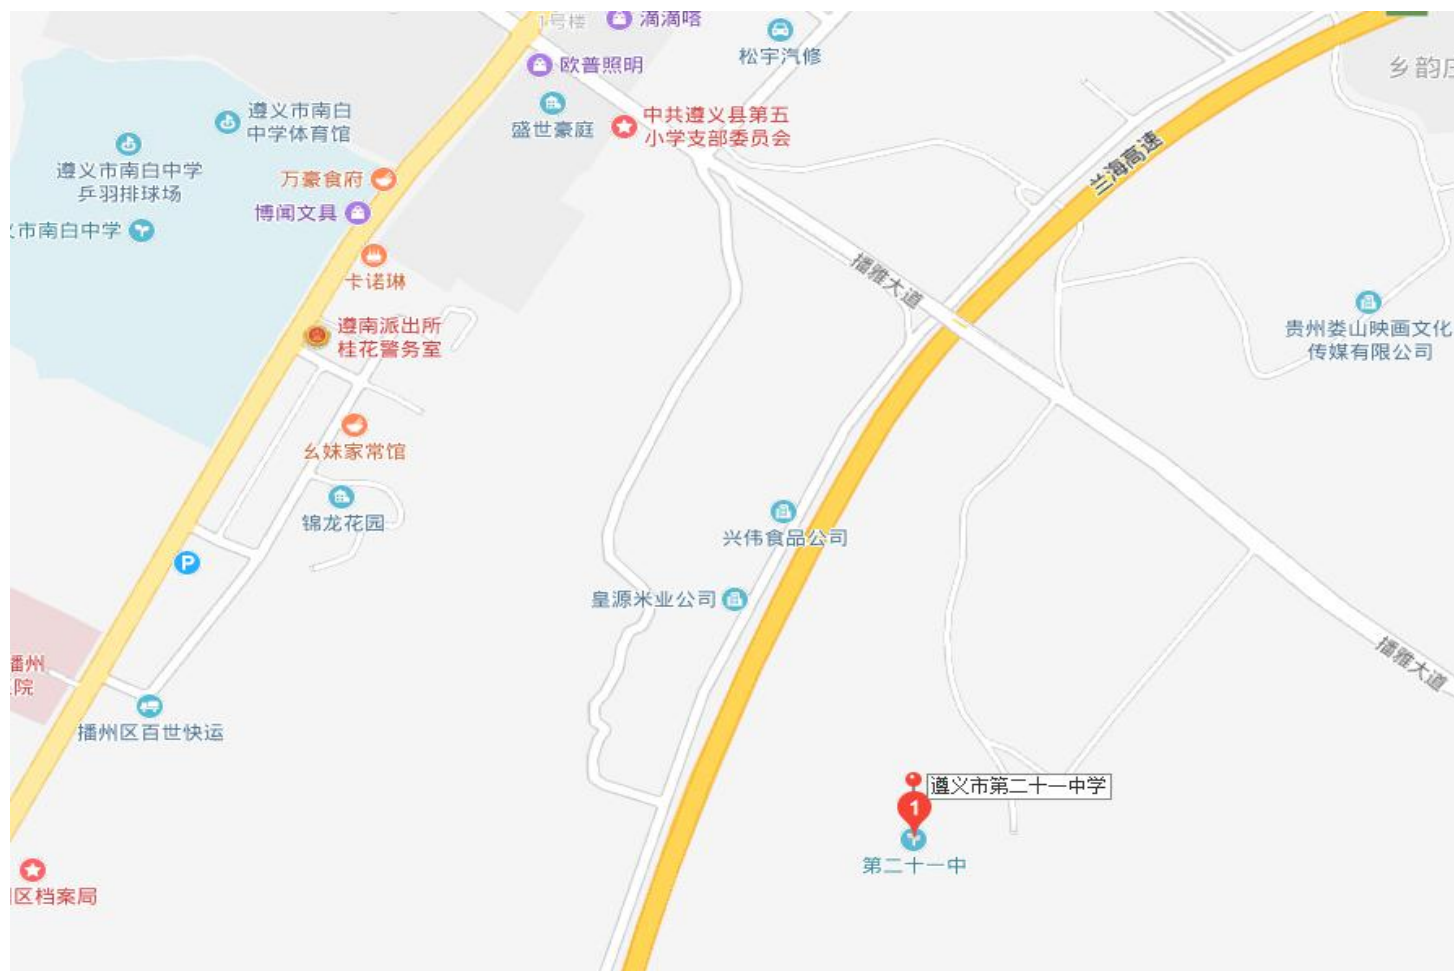 1号楼
滴滴喀
欧普照明
松宇汽修
乡韵
遵义市南白
中学体育馆
盛世豪庭
中共遵义县第五
小学支部委员会
遵义市南白中学
乒羽排球场
万豪食府
博闻文具
市南白中学
兰海高速
卡诺琳
播雅大道
遵南派出所
桂花警务室
贵州娄山映画文化
传媒有限公司
幺妹家常馆
锦龙花园
兴伟食品公司
P
皇源米业公司
播州
院
播雅大道
播州区百世快运
遵义市第二十一中学
1
第二十一中
区档案局